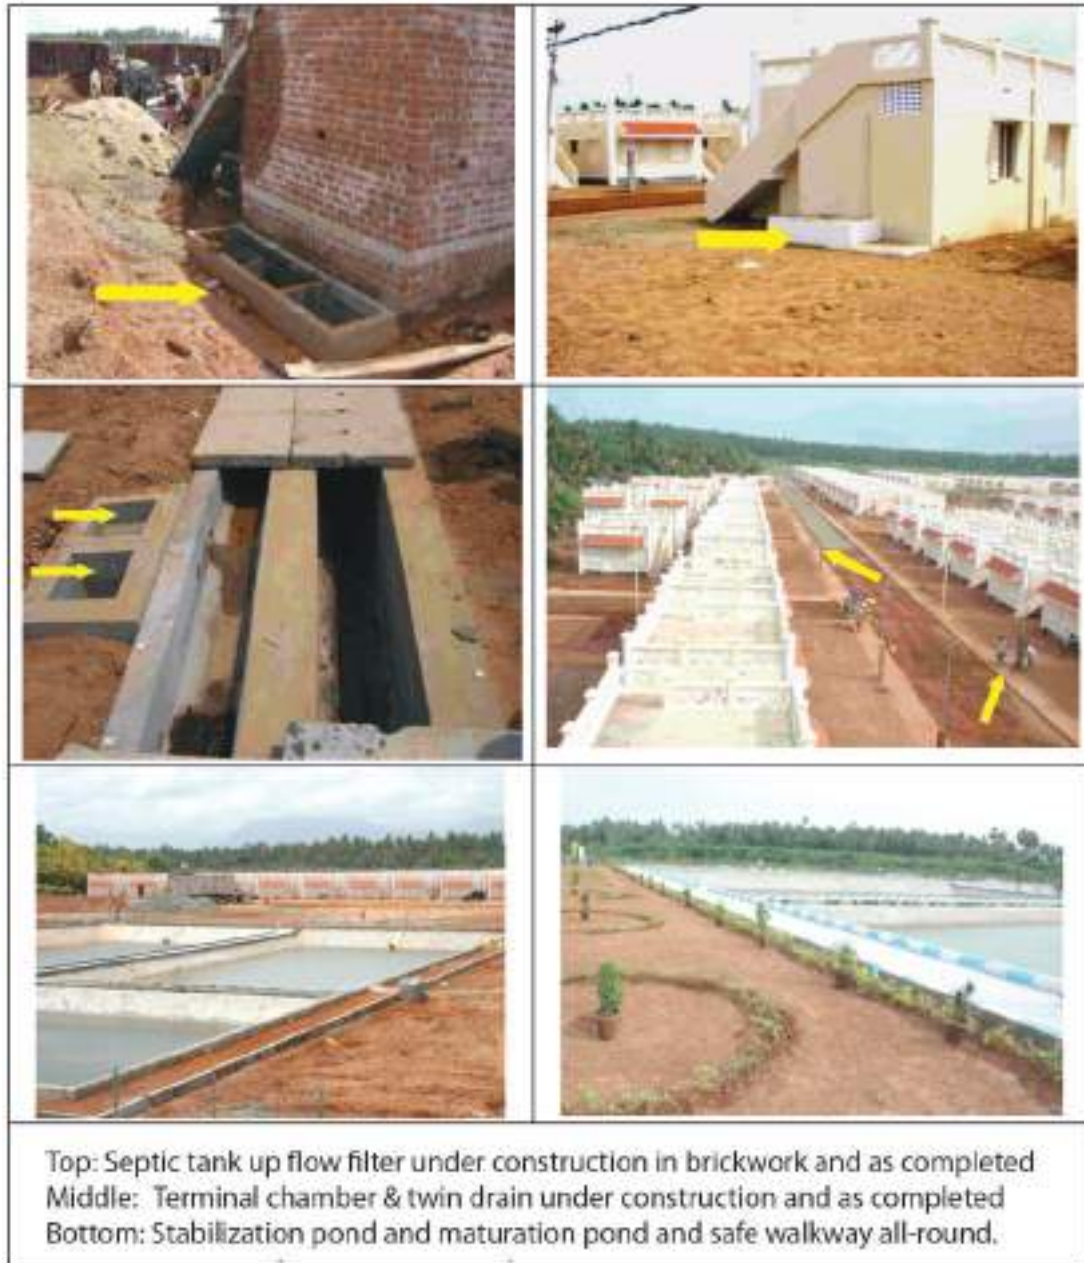 Top: Septic tank up flow filter under construction in brickwork and as completed
Middle: Terminal chamber & twin drain under construction and as completed
Bottom: Stabilization pond and maturation pond and safe walkway all-round.